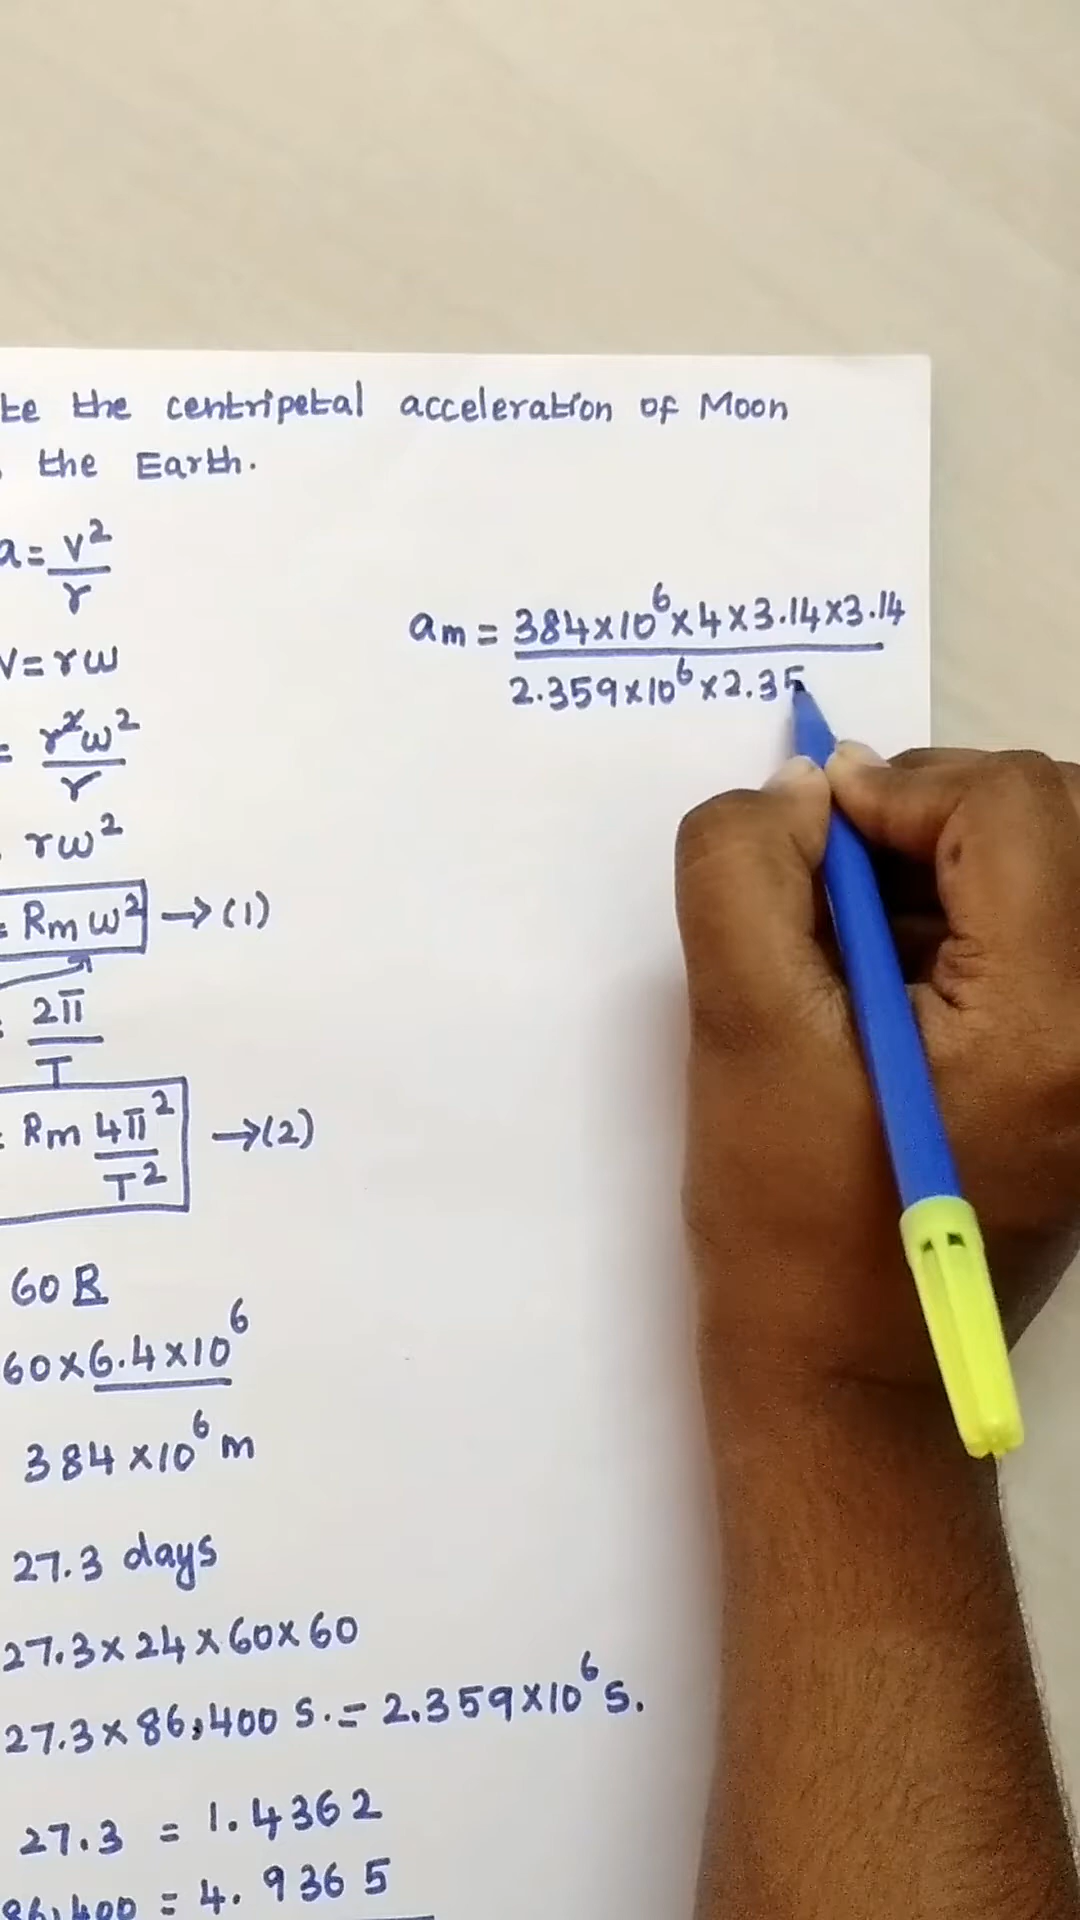 te the centripetal acceleration of Moon
the Earth.
a = v²/r
v = rω
= r²ω²/r
rω²
= Rm ω² → (1)
= 2π/T
= Rm 4π²/T² → (2)
60 R
60 × 6.4 × 10⁶
384 × 10⁶ m
27.3 days
27.3 × 24 × 60 × 60
27.3 × 86,400 s. = 2.359 × 10⁶ s.
27.3 = 1.4362
86,400 = 4.9365
am = 384×10⁶×4×3.14×3.14
2.359×10⁶×2.35